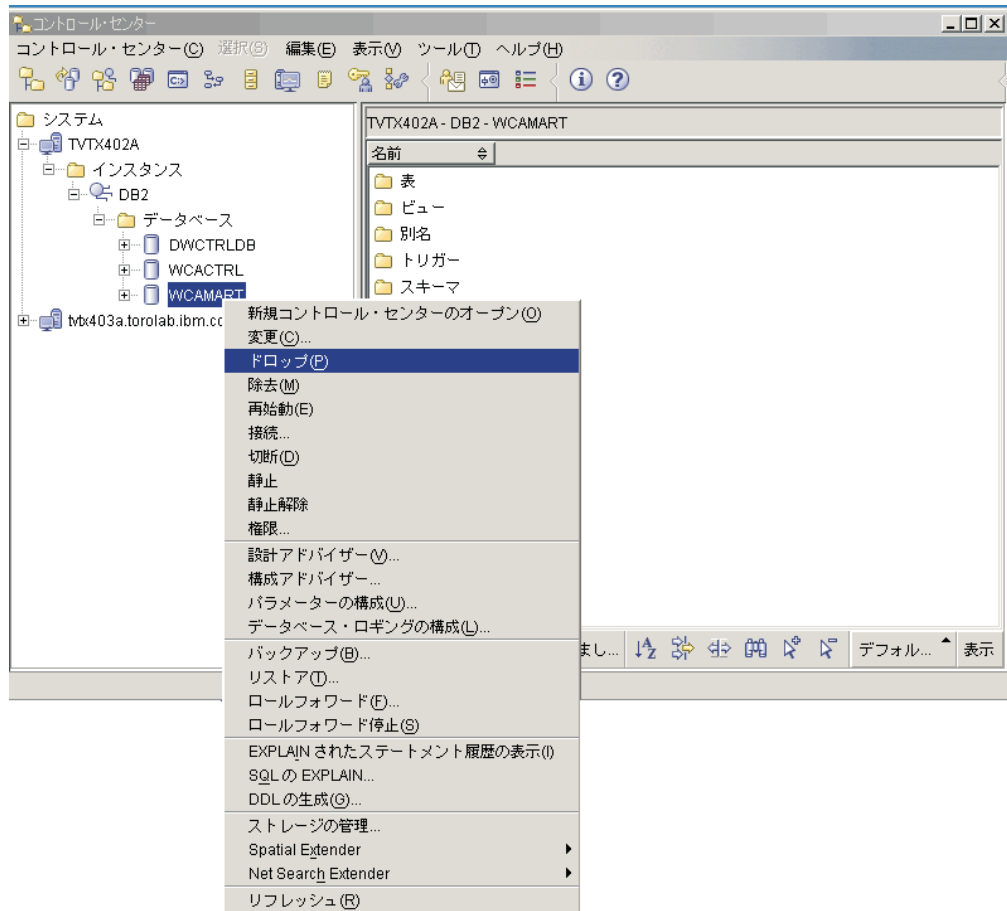 コントロール・センター
コントロール・センター(C) 選択(S) 編集(E) 表示(V) ツール(T) ヘルプ(H)
システム
TVTX402A
インスタンス
DB2
データベース
DWCTRLDB
WCACTRL
WCAMART
tvtx403a.torolab.ibm.co
TVTX402A - DB2 - WCAMART
名前
表
ビュー
別名
トリガー
スキーマ
新規コントロール・センターのオープン(O)
変更(C)...
ドロップ(P)
除去(M)
再始動(E)
接続...
切断(D)
静止
静止解除
権限...
設計アドバイザー(V)...
構成アドバイザー...
パラメーターの構成(U)...
データベース・ロギングの構成(L)...
バックアップ(B)...
リストア(T)...
ロールフォワード(F)...
ロールフォワード停止(S)
EXPLAIN されたステートメント履歴の表示(I)
SQL の EXPLAIN...
DDL の生成(G)...
ストレージの管理...
Spatial Extender
Net Search Extender
リフレッシュ(R)
まし... デフォル... 表示